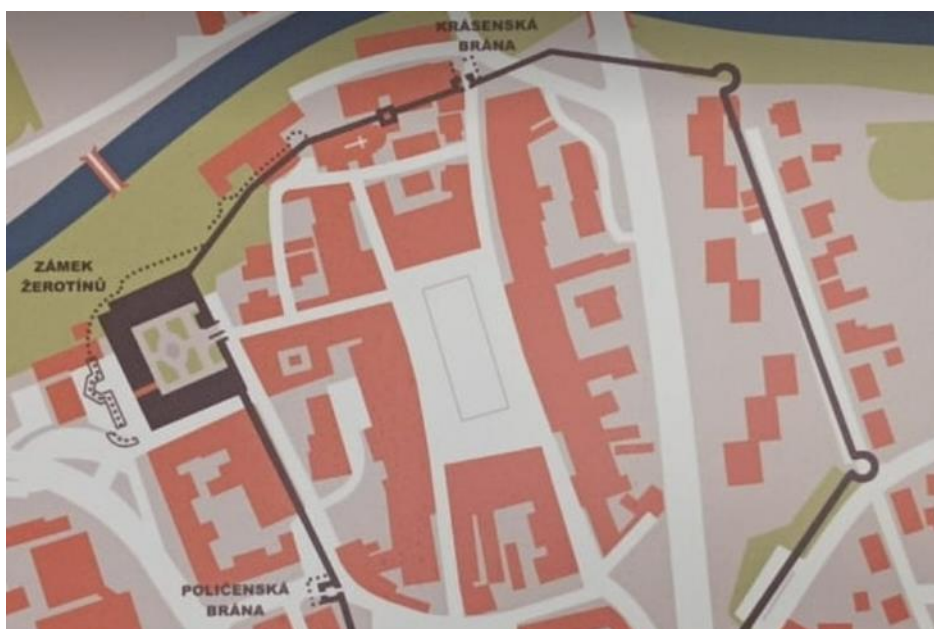 KRÁSENSKÁ
BRÁNA
ZÁMEK
ŽEROTÍNŮ
POLIČENSKÁ
BRÁNA